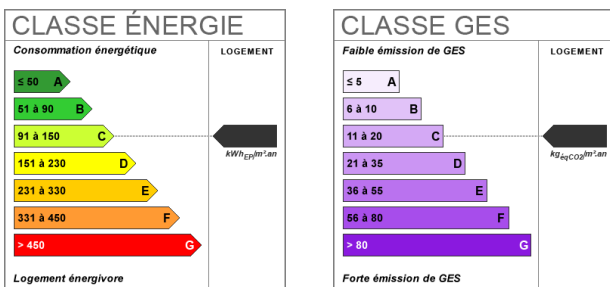 CLASSE ÉNERGIE
Consommation énergétique
LOGEMENT
≤ 50 A
51 à 90 B
91 à 150 C
kWhEP/m².an
151 à 230 D
231 à 330 E
331 à 450 F
> 450 G
Logement énergivore
CLASSE GES
Faible émission de GES
LOGEMENT
≤ 5 A
6 à 10 B
11 à 20 C
kgéqCO2/m².an
21 à 35 D
36 à 55 E
56 à 80 F
> 80 G
Forte émission de GES